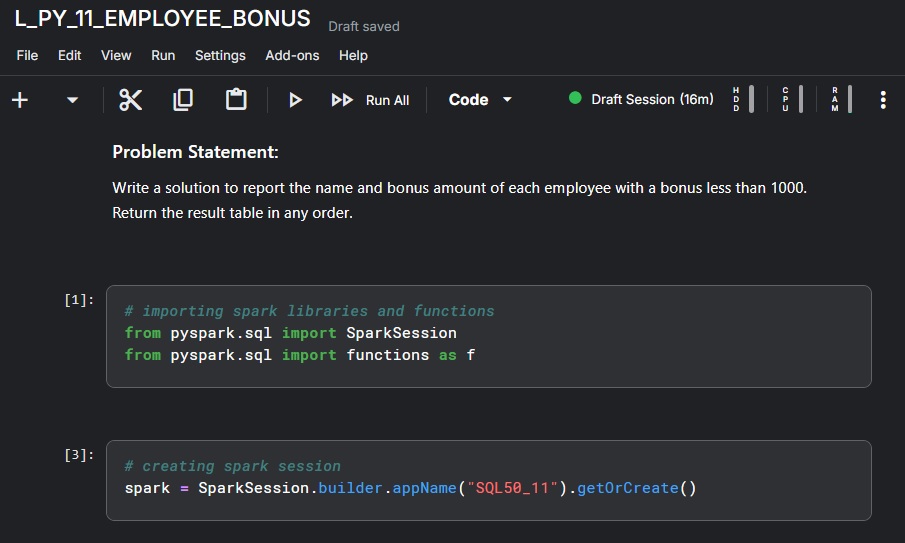 L_PY_11_EMPLOYEE_BONUS Draft saved
File Edit View Run Settings Add-ons Help
+ Run All Code Draft Session (16m) HDD CPU RAM
Problem Statement:
Write a solution to report the name and bonus amount of each employee with a bonus less than 1000.
Return the result table in any order.
[1]:
# importing spark libraries and functions
from pyspark.sql import SparkSession
from pyspark.sql import functions as f
[3]:
# creating spark session
spark = SparkSession.builder.appName("SQL50_11").getOrCreate()